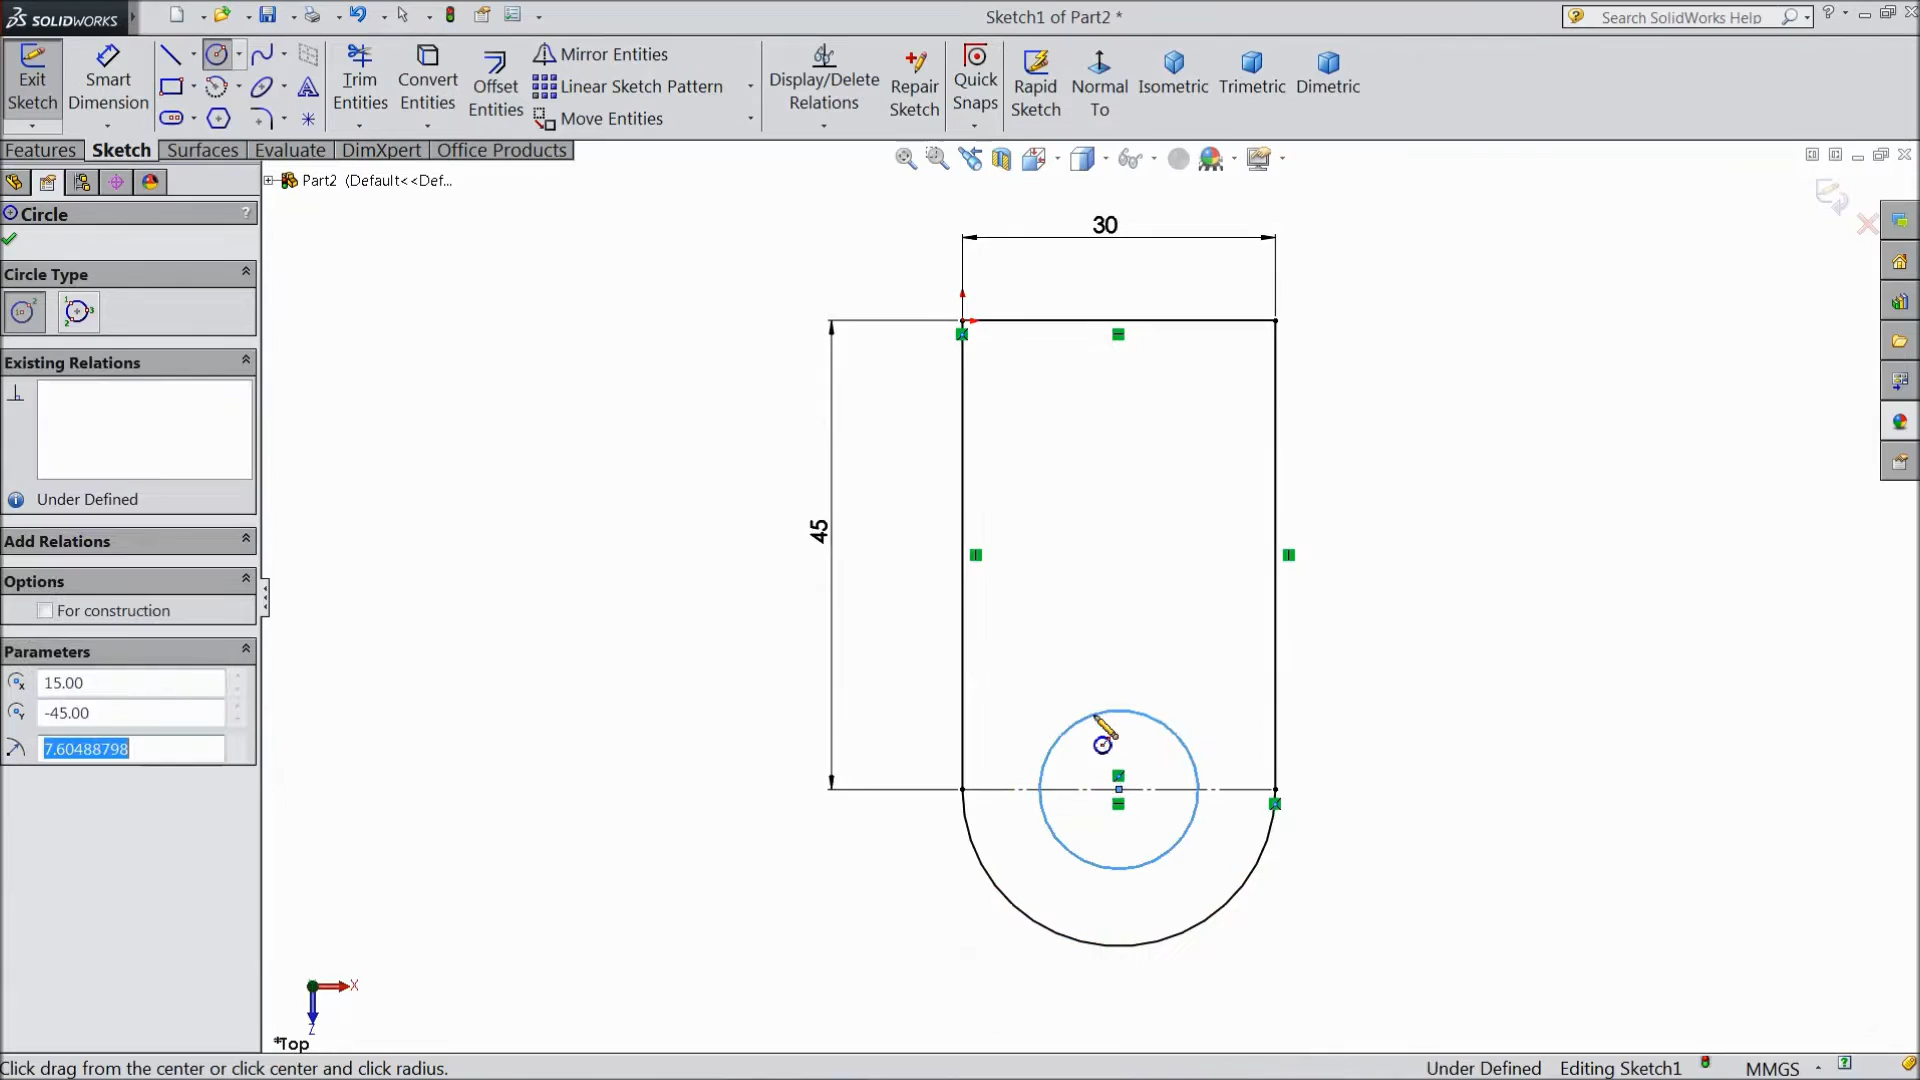 SOLIDWORKS
Sketch1 of Part2 *
Search SolidWorks Help
Exit Sketch
Smart Dimension
Trim Entities
Convert Entities
Offset Entities
Mirror Entities
Linear Sketch Pattern
Move Entities
Display/Delete Relations
Repair Sketch
Quick Snaps
Rapid Sketch
Normal To
Isometric
Trimetric
Dimetric
Features
Sketch
Surfaces
Evaluate
DimXpert
Office Products
Part2 (Default<<Def...
Circle
?
Circle Type
Existing Relations
Under Defined
Add Relations
Options
For construction
Parameters
15.00
-45.00
7.60488798
30
45
X
Z
*Top
Click drag from the center or click center and click radius.
Under Defined
Editing Sketch1
MMGS